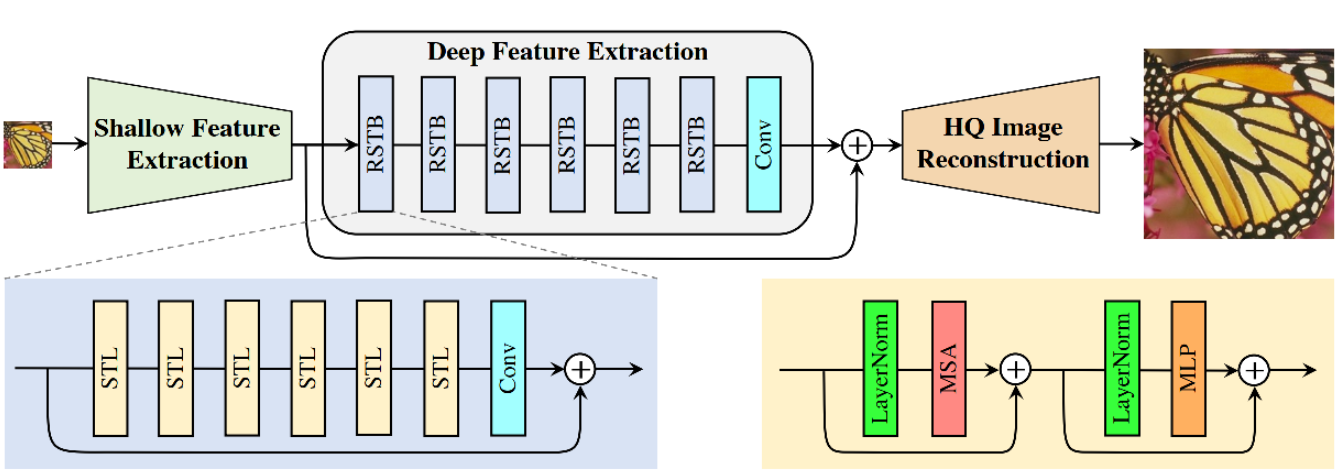 Deep Feature Extraction
Shallow Feature
Extraction
RSTB
RSTB
RSTB
RSTB
RSTB
RSTB
Conv
+
HQ Image
Reconstruction
STL
STL
STL
STL
STL
STL
Conv
+
LayerNorm
MSA
+
LayerNorm
MLP
+